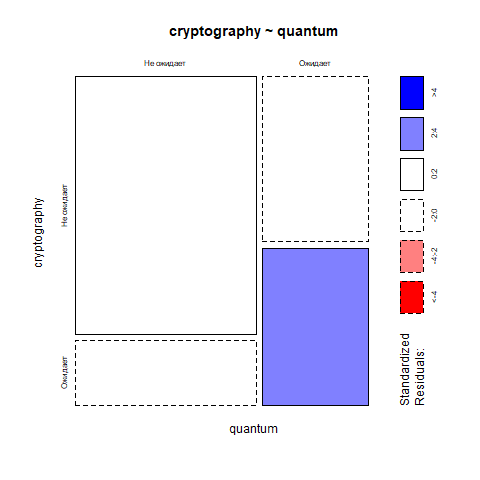 cryptography ~ quantum
Не ожидает
Ожидает
Не ожидает
Ожидает
cryptography
quantum
>4
2:4
0:2
-2:0
-4:-2
<-4
Standardized
Residuals: